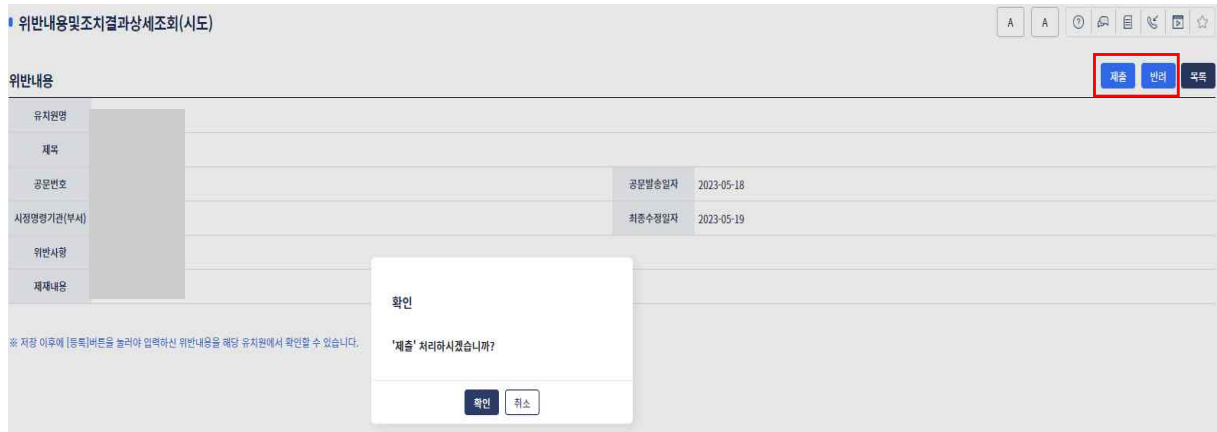 위반내용및조치결과상세조회(시도)
A A
위반내용
제출 반려 목록
유치원명
제목
공문번호 공문발송일자 2023-05-18
시정명령기관(부서) 최종수정일자 2023-05-19
위반사항
제재내용
※ 저장 이후에 [등록]버튼을 눌러야 입력하신 위반내용을 해당 유치원에서 확인할 수 있습니다.
확인
'제출' 처리하시겠습니까?
확인 취소